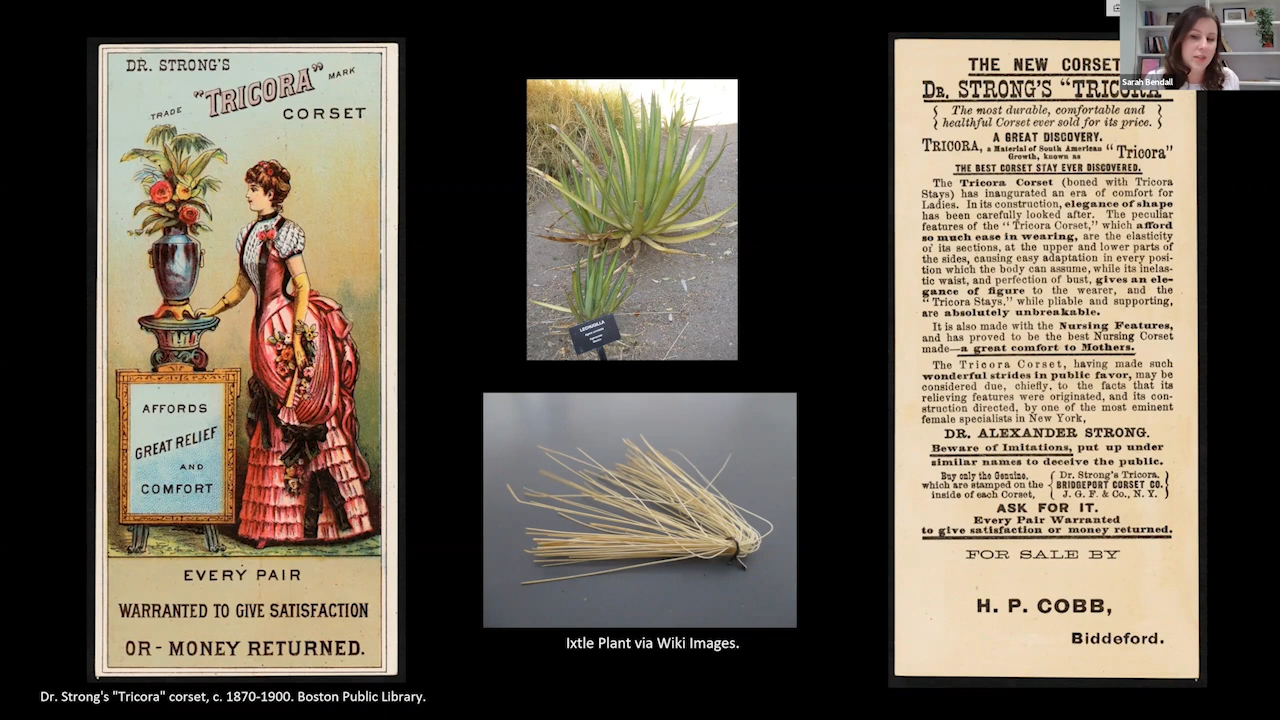 DR. STRONG'S
TRADE "TRICORA" MARK
CORSET
AFFORDS
GREAT RELIEF
AND
COMFORT
EVERY PAIR
WARRANTED TO GIVE SATISFACTION
OR - MONEY RETURNED.
Dr. Strong's "Tricora" corset, c. 1870-1900. Boston Public Library.
LECHUGUILLA
Ixtle Plant via Wiki Images.
THE NEW CORSET
DR. STRONG'S "TRICORA"
The most durable, comfortable and
healthful Corset ever sold for its price.
A GREAT DISCOVERY.
TRICORA, a Material of South American Growth, known as "Tricora"
THE BEST CORSET STAY EVER DISCOVERED.
The Tricora Corset (boned with Tricora
Stays) has inaugurated an era of comfort for
Ladies. In its construction, elegance of shape
has been carefully looked after. The peculiar
features of the "Tricora Corset," which afford
so much ease in wearing, are the elasticity
of its sections, at the upper and lower parts of
the sides, causing easy adaptation in every posi-
tion which the body can assume, while its inelas-
tic waist, and perfection of bust, gives an ele-
gance of figure to the wearer, and the
"Tricora Stays," while pliable and supporting,
are absolutely unbreakable.
It is also made with the Nursing Features,
and has proved to be the best Nursing Corset
made—a great comfort to Mothers.
The Tricora Corset, having made such
wonderful strides in public favor, may be
considered due, chiefly, to the facts that its
relieving features were originated, and its con-
struction directed, by one of the most eminent
female specialists in New York,
DR. ALEXANDER STRONG.
Beware of Imitations, put up under
similar names to deceive the public.
Buy only the Genuine,
which are stamped on the
inside of each Corset,
Dr. Strong's Tricora.
BRIDGEPORT CORSET CO.
J. G. F. & Co., N. Y.
ASK FOR IT.
Every Pair Warranted
to give satisfaction or money returned.
FOR SALE BY
H. P. COBB,
Biddeford.
Sarah Bendall